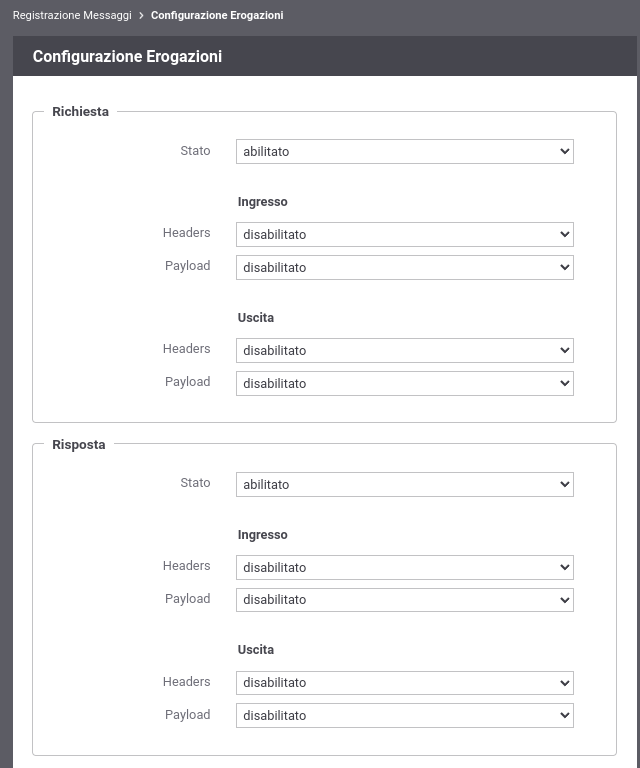 Registrazione Messaggi > Configurazione Erogazioni
Configurazione Erogazioni
Richiesta
Stato abilitato
Ingresso
Headers disabilitato
Payload disabilitato
Uscita
Headers disabilitato
Payload disabilitato
Risposta
Stato abilitato
Ingresso
Headers disabilitato
Payload disabilitato
Uscita
Headers disabilitato
Payload disabilitato